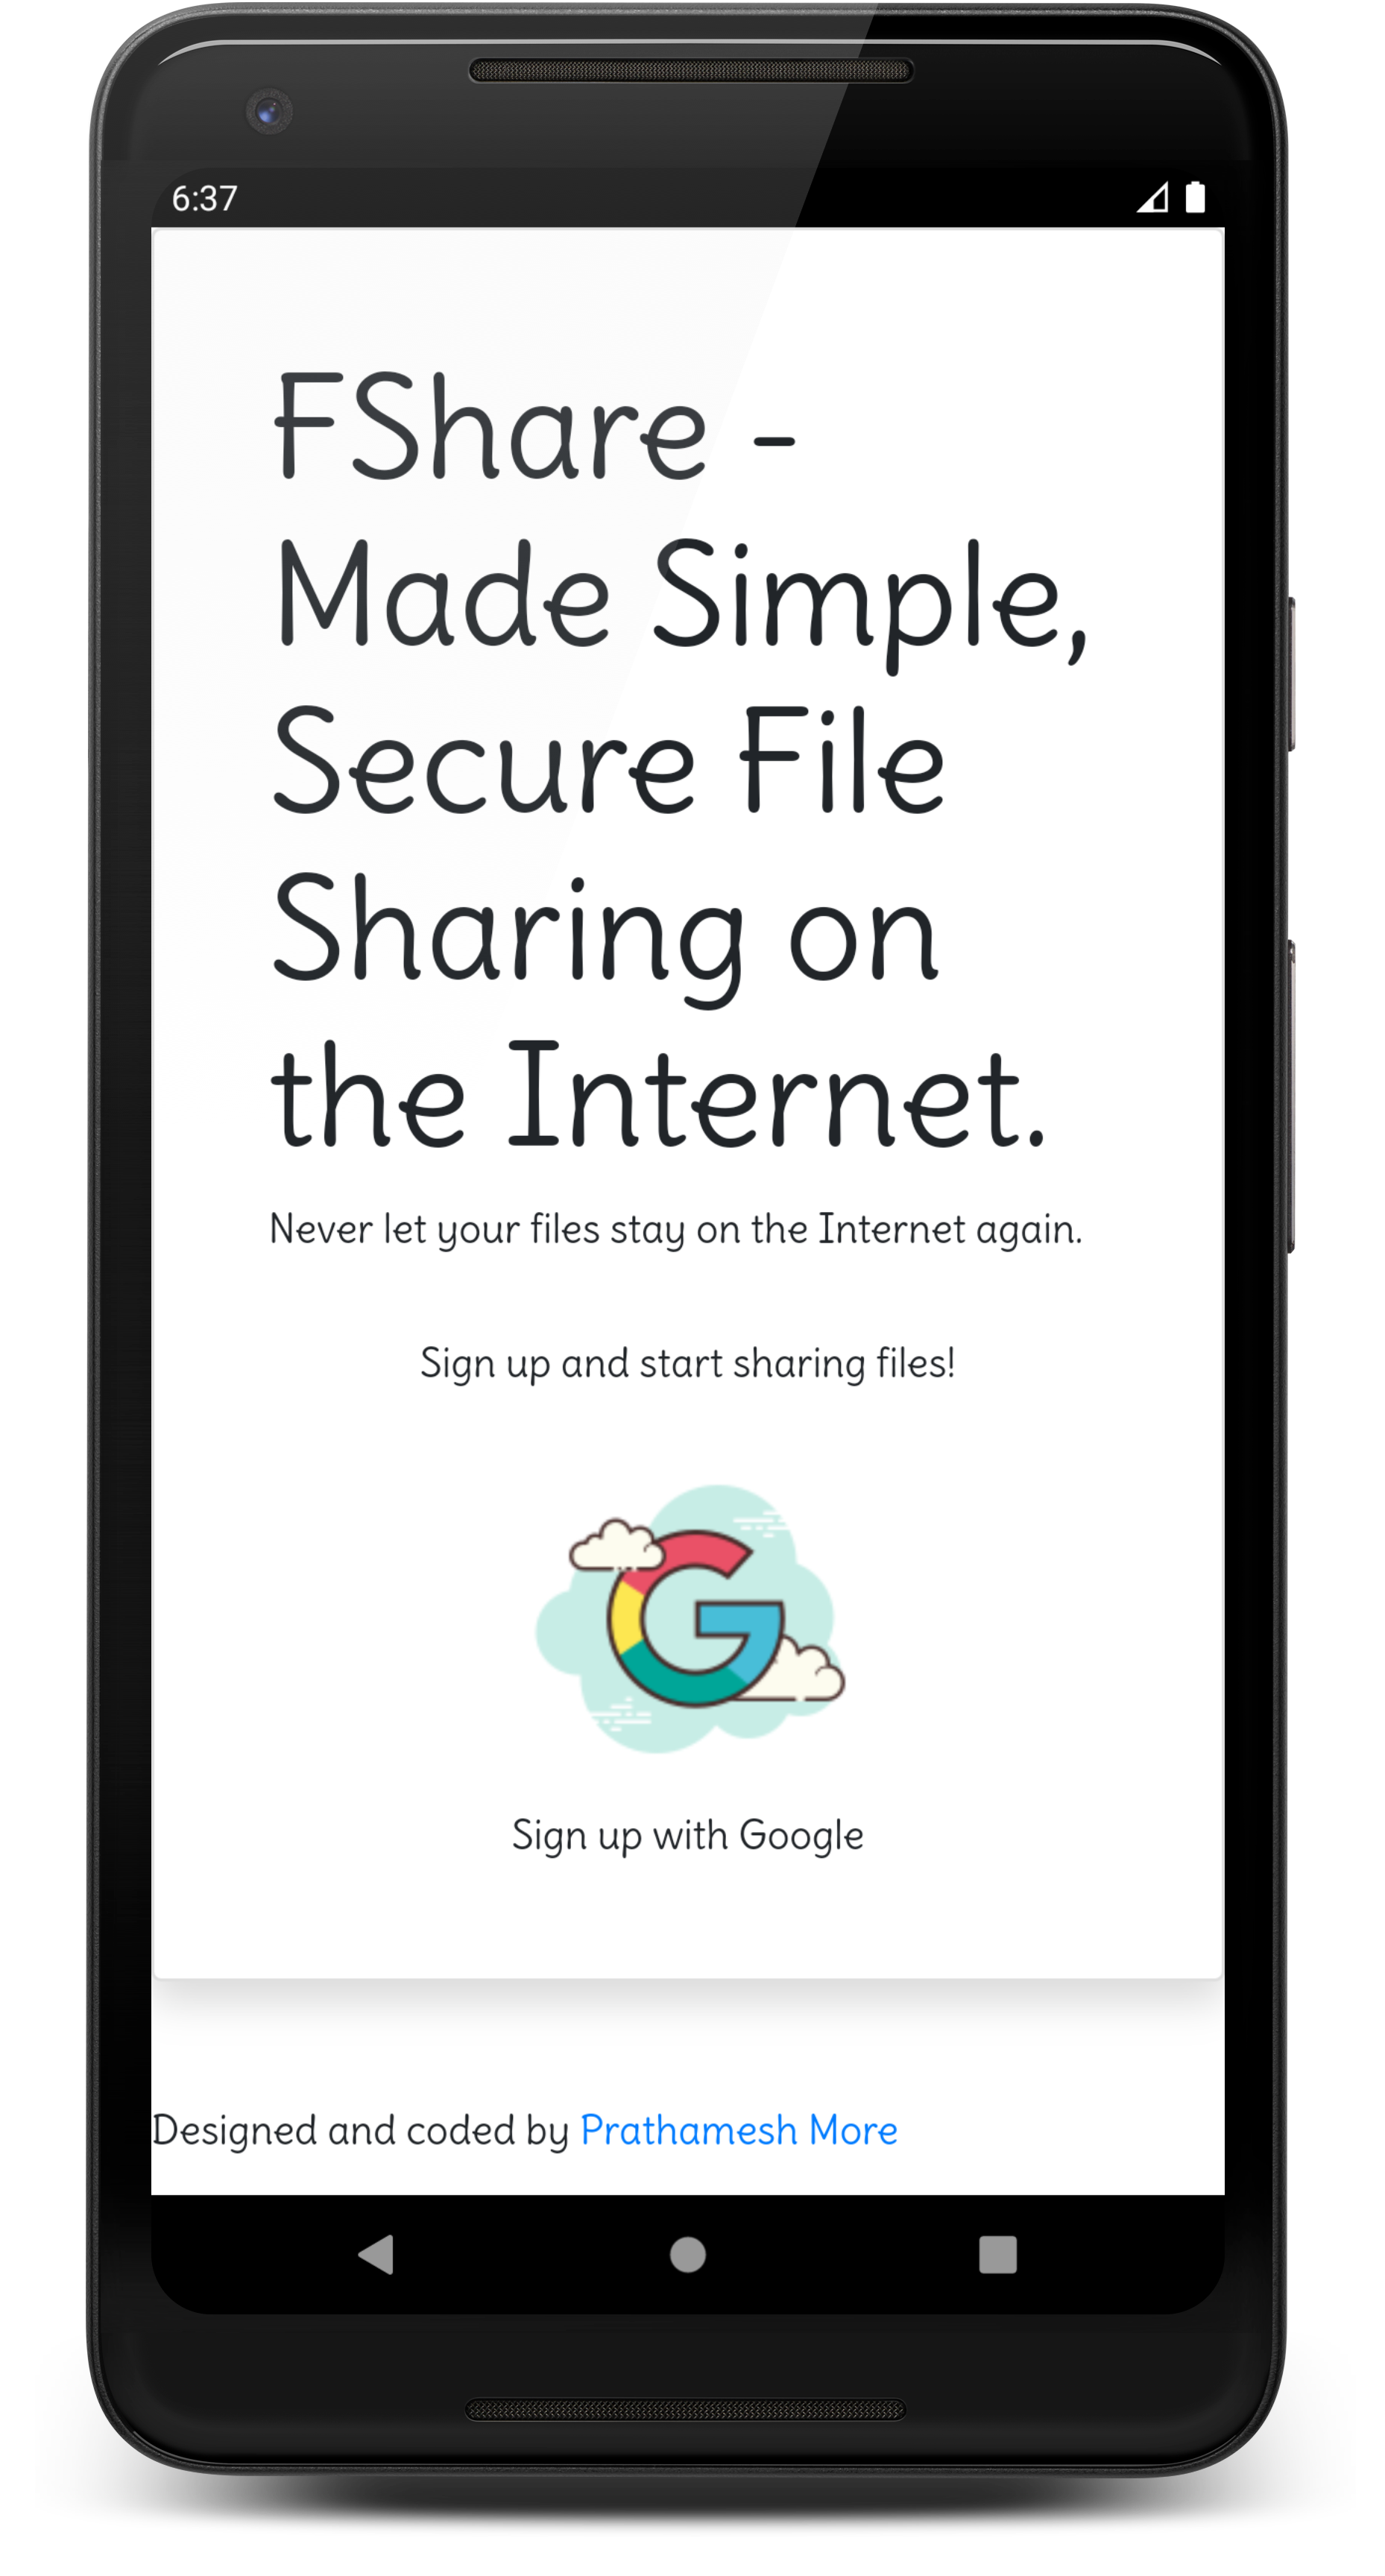 6:37
FShare -
Made Simple,
Secure File
Sharing on
the Internet.
Never let your files stay on the Internet again.
Sign up and start sharing files!
G
Sign up with Google
Designed and coded by Prathamesh More